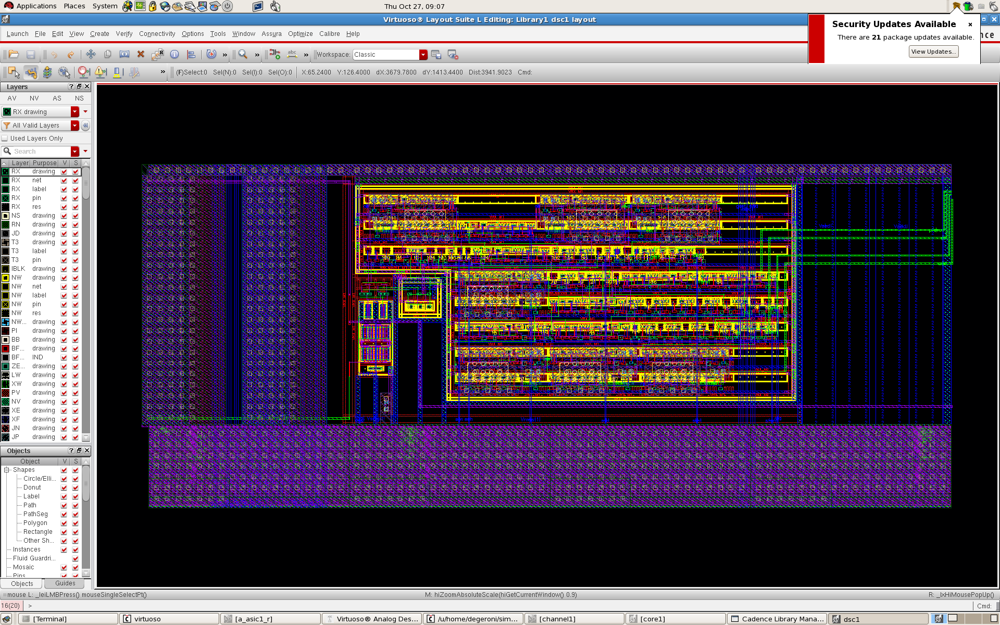 Applications Places System Thu Oct 27, 09:07
Virtuoso® Layout Suite L Editing: Library1 dsc1 layout
Security Updates Available ×
There are 21 package updates available.
View Updates...
Launch File Edit View Create Verify Connectivity Options Tools Window Assura Optimize Calibre Help
» » abc » Workspace: Classic
» (F)Select:0 Sel(N):0 Sel(I):0 Sel(O):0 X:65.2400 Y:126.4000 dX:3679.7800 dY:1413.4400 Dist:3941.9023 Cmd:
Layers
AV NV AS NS
RX drawing
All Valid Layers
Used Layers Only
Search
Layer Purpose V S
RX drawing
RX net
RX label
RX pin
RX res
NS drawing
RN drawing
JD drawing
T3 drawing
T3 label
T3 pin
IBLK drawing
NW drawing
NW net
NW label
NW pin
NW res
NW... drawing
PI drawing
BB drawing
BF... drawing
BF... IND
ZE... drawing
LW drawing
XW drawing
PV drawing
NV drawing
XE drawing
XF drawing
JN drawing
JP drawing
Objects
Object V S
Shapes
Circle/Elli...
Donut
Label
Path
PathSeg
Polygon
Rectangle
Other Sh...
Instances
Fluid Guardri...
Mosaic
Pins
Objects Guides
mouse L: _leiLMBPress() mouseSingleSelectPt() M: hiZoomAbsoluteScale(hiGetCurrentWindow() 0.9) R: _lxHiMousePopUp()
16(20) > Cmd:
[Terminal] virtuoso [a_asic1_r] Virtuoso® Analog Des... /u/home/degeroni/sim... [channel1] [core1] Cadence Library Mana... dsc1